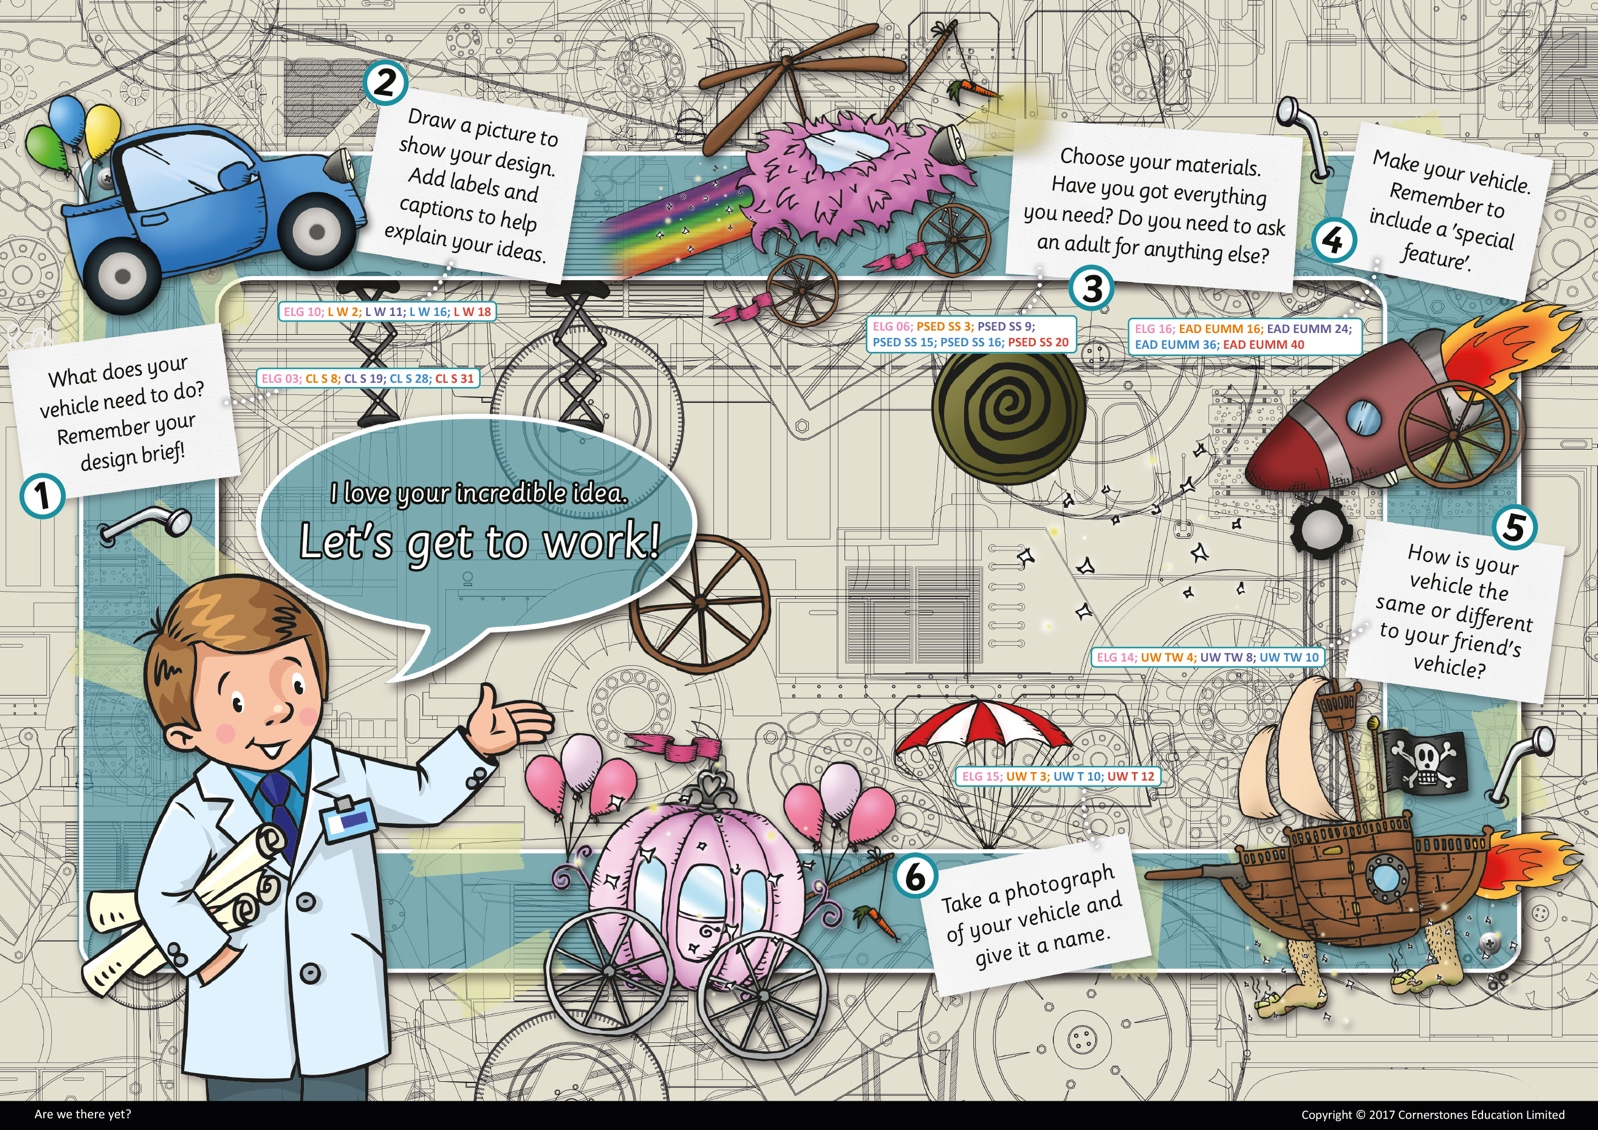 2
Draw a picture to
show your design.
Add labels and
captions to help
explain your ideas.
Choose your materials.
Have you got everything
you need? Do you need to ask
an adult for anything else?
3
Make your vehicle.
Remember to
include a 'special
feature'.
4
ELG 10; L W 2; L W 11; L W 16; L W 18
ELG 06; PSED SS 3; PSED SS 9;
PSED SS 15; PSED SS 16; PSED SS 20
ELG 16; EAD EUMM 16; EAD EUMM 24;
EAD EUMM 36; EAD EUMM 40
What does your
vehicle need to do?
Remember your
design brief!
1
ELG 03; CL S 8; CL S 19; CL S 28; CL S 31
I love your incredible idea.
Let's get to work!
5
How is your
vehicle the
same or different
to your friend's
vehicle?
ELG 14; UW TW 4; UW TW 8; UW TW 10
ELG 15; UW T 3; UW T 10; UW T 12
6
Take a photograph
of your vehicle and
give it a name.
Are we there yet?
Copyright © 2017 Cornerstones Education Limited